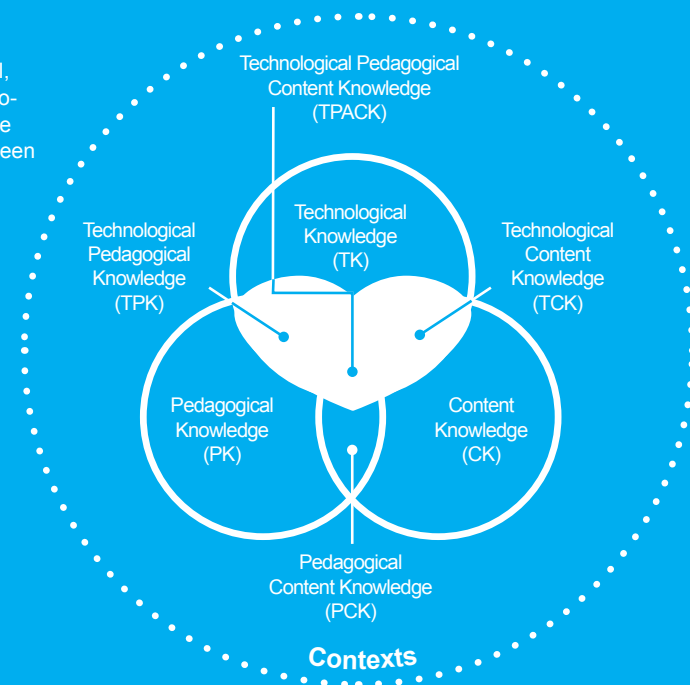 l,
o-
e
een
Technological Pedagogical
Content Knowledge
(TPACK)
Technological
Knowledge
(TK)
Technological
Pedagogical
Knowledge
(TPK)
Technological
Content
Knowledge
(TCK)
Pedagogical
Knowledge
(PK)
Content
Knowledge
(CK)
Pedagogical
Content Knowledge
(PCK)
Contexts